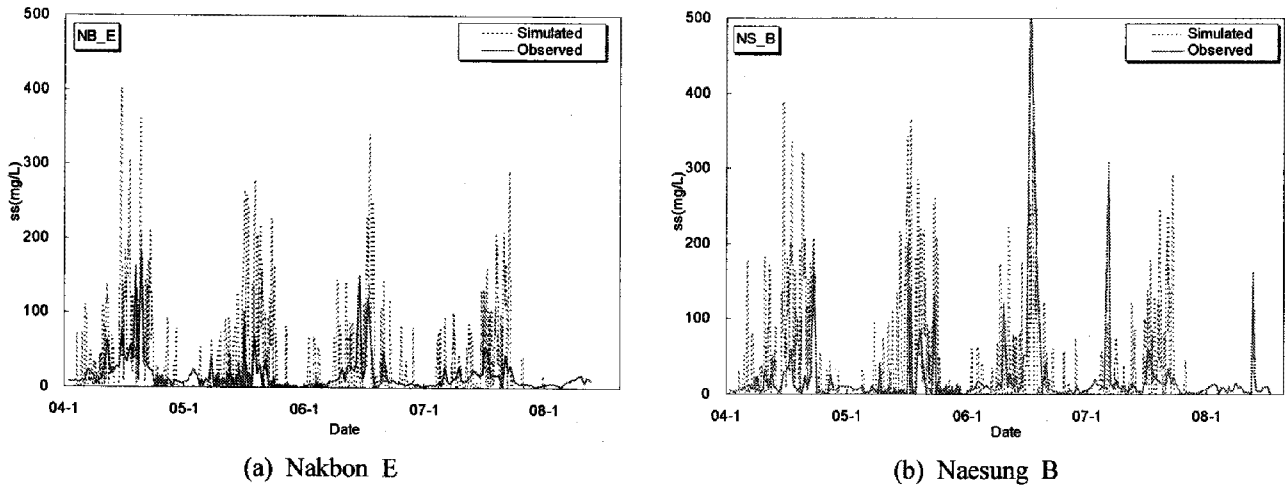 NB_E
Simulated
Observed
500
400
300
200
100
0
ss(mg/L)
04-1 05-1 06-1 07-1 08-1
Date
(a) Nakbon E
NS_B
Simulated
Observed
500
400
300
200
100
0
ss(mg/L)
04-1 05-1 06-1 07-1 08-1
Date
(b) Naesung B